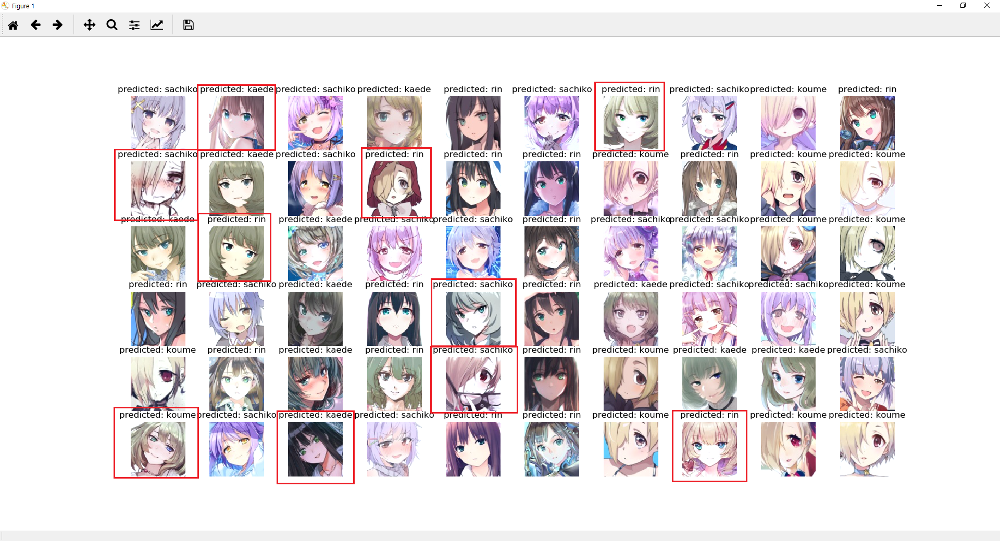 Figure 1
predicted: sachiko predicted: kaede predicted: sachiko predicted: kaede predicted: rin predicted: sachiko predicted: rin predicted: sachiko predicted: koume predicted: rin
predicted: sachiko predicted: kaede predicted: sachiko predicted: rin predicted: rin predicted: rin predicted: koume predicted: rin predicted: koume predicted: koume
predicted: kaede predicted: rin predicted: kaede predicted: sachiko predicted: sachiko predicted: rin predicted: sachiko predicted: sachiko predicted: koume predicted: koume
predicted: rin predicted: sachiko predicted: kaede predicted: rin predicted: sachiko predicted: rin predicted: kaede predicted: sachiko predicted: sachiko predicted: koume
predicted: koume predicted: rin predicted: kaede predicted: rin predicted: sachiko predicted: rin predicted: koume predicted: kaede predicted: kaede predicted: sachiko
predicted: koume predicted: sachiko predicted: kaede predicted: sachiko predicted: rin predicted: rin predicted: koume predicted: rin predicted: koume predicted: koume